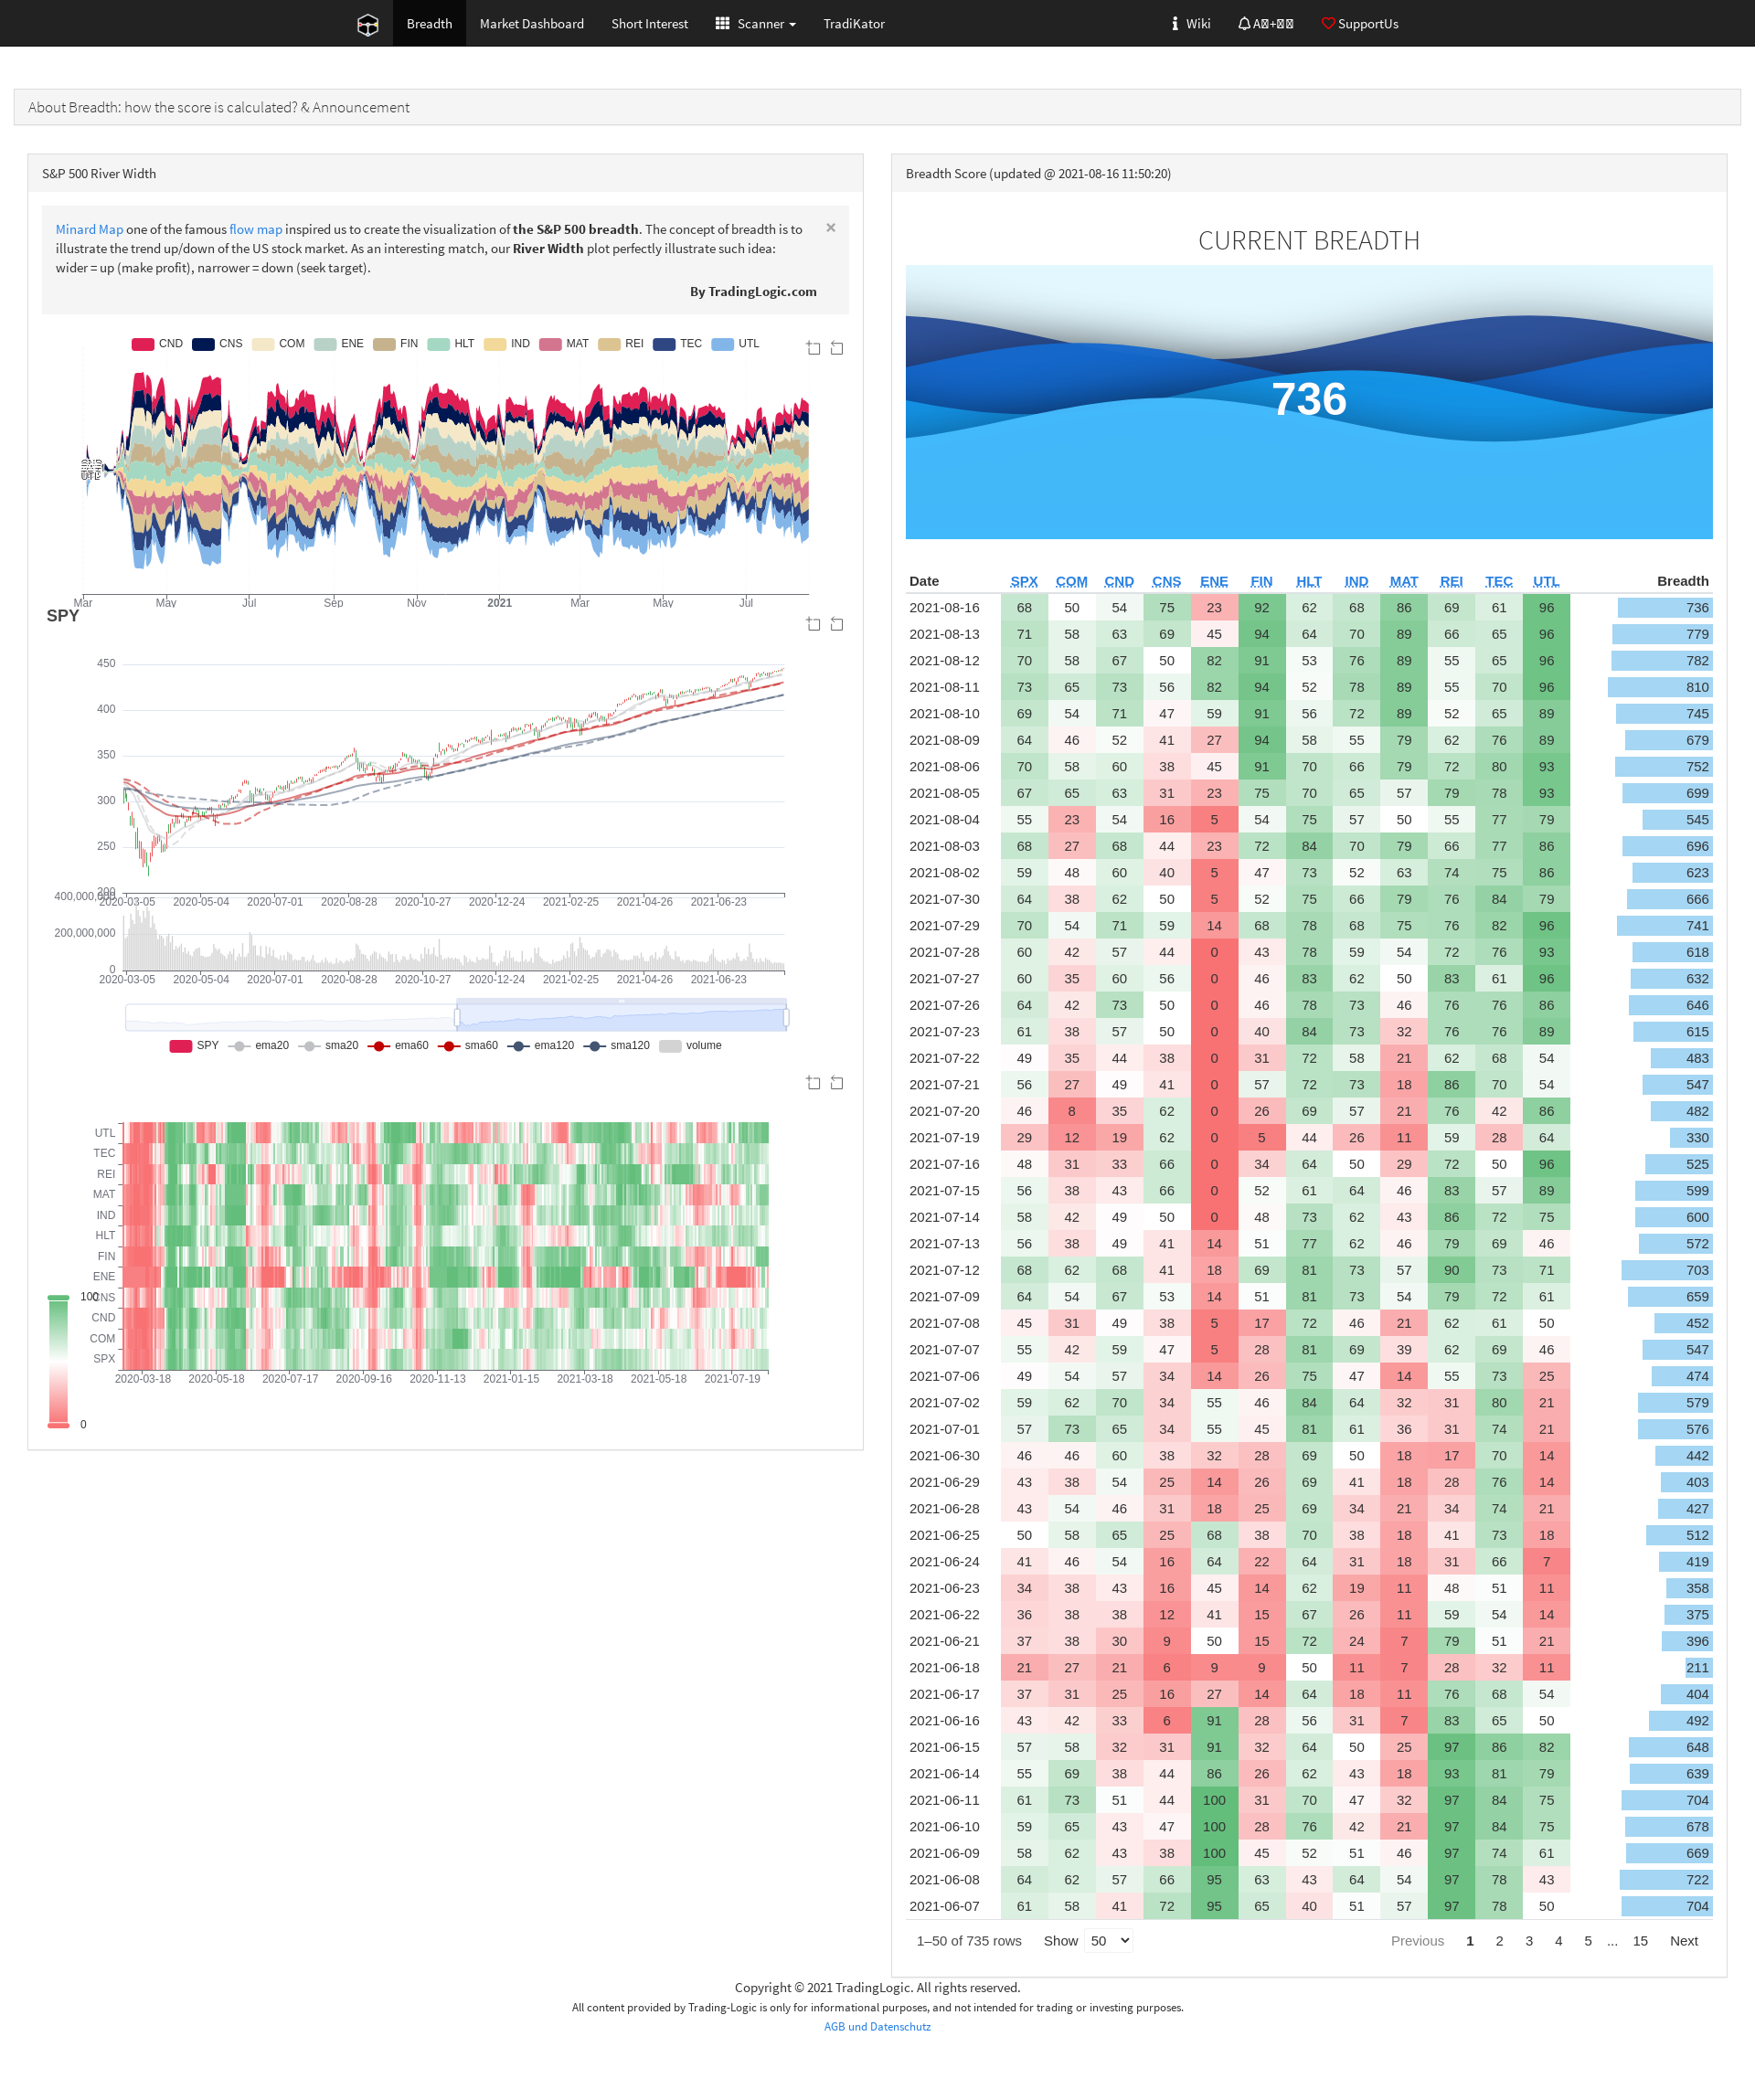 Breadth Market Dashboard Short Interest Scanner TradiKator Wiki SupportUs
About Breadth: how the score is calculated? & Announcement
S&P 500 River Width
Minard Map one of the famous flow map inspired us to create the visualization of the S&P 500 breadth. The concept of breadth is to
illustrate the trend up/down of the US stock market. As an interesting match, our River Width plot perfectly illustrate such idea:
wider = up (make profit), narrower = down (seek target).
×
By TradingLogic.com
CND CNS COM ENE FIN HLT IND MAT REI TEC UTL
UTL
Mar May Jul Sep Nov 2021 Mar May Jul
SPY
450
400
350
300
250
200
2020-03-05 2020-05-04 2020-07-01 2020-08-28 2020-10-27 2020-12-24 2021-02-25 2021-04-26 2021-06-23
400,000,000
200,000,000
0
2020-03-05 2020-05-04 2020-07-01 2020-08-28 2020-10-27 2020-12-24 2021-02-25 2021-04-26 2021-06-23
SPY ema20 sma20 ema60 sma60 ema120 sma120 volume
UTL
TEC
REI
MAT
IND
HLT
FIN
ENE
CNS
CND
COM
SPX
2020-03-18 2020-05-18 2020-07-17 2020-09-16 2020-11-13 2021-01-15 2021-03-18 2021-05-18 2021-07-19
100
0
Breadth Score (updated @ 2021-08-16 11:50:20)
CURRENT BREADTH
736
Date SPX COM CND CNS ENE FIN HLT IND MAT REI TEC UTL Breadth
2021-08-16 68 50 54 75 23 92 62 68 86 69 61 96 736
2021-08-13 71 58 63 69 45 94 64 70 89 66 65 96 779
2021-08-12 70 58 67 50 82 91 53 76 89 55 65 96 782
2021-08-11 73 65 73 56 82 94 52 78 89 55 70 96 810
2021-08-10 69 54 71 47 59 91 56 72 89 52 65 89 745
2021-08-09 64 46 52 41 27 94 58 55 79 62 76 89 679
2021-08-06 70 58 60 38 45 91 70 66 79 72 80 93 752
2021-08-05 67 65 63 31 23 75 70 65 57 79 78 93 699
2021-08-04 55 23 54 16 5 54 75 57 50 55 77 79 545
2021-08-03 68 27 68 44 23 72 84 70 79 66 77 86 696
2021-08-02 59 48 60 40 5 47 73 52 63 74 75 86 623
2021-07-30 64 38 62 50 5 52 75 66 79 76 84 79 666
2021-07-29 70 54 71 59 14 68 78 68 75 76 82 96 741
2021-07-28 60 42 57 44 0 43 78 59 54 72 76 93 618
2021-07-27 60 35 60 56 0 46 83 62 50 83 61 96 632
2021-07-26 64 42 73 50 0 46 78 73 46 76 76 86 646
2021-07-23 61 38 57 50 0 40 84 73 32 76 76 89 615
2021-07-22 49 35 44 38 0 31 72 58 21 62 68 54 483
2021-07-21 56 27 49 41 0 57 72 73 18 86 70 54 547
2021-07-20 46 8 35 62 0 26 69 57 21 76 42 86 482
2021-07-19 29 12 19 62 0 5 44 26 11 59 28 64 330
2021-07-16 48 31 33 66 0 34 64 50 29 72 50 96 525
2021-07-15 56 38 43 66 0 52 61 64 46 83 57 89 599
2021-07-14 58 42 49 50 0 48 73 62 43 86 72 75 600
2021-07-13 56 38 49 41 14 51 77 62 46 79 69 46 572
2021-07-12 68 62 68 41 18 69 81 73 57 90 73 71 703
2021-07-09 64 54 67 53 14 51 81 73 54 79 72 61 659
2021-07-08 45 31 49 38 5 17 72 46 21 62 61 50 452
2021-07-07 55 42 59 47 5 28 81 69 39 62 69 46 547
2021-07-06 49 54 57 34 14 26 75 47 14 55 73 25 474
2021-07-02 59 62 70 34 55 46 84 64 32 31 80 21 579
2021-07-01 57 73 65 34 55 45 81 61 36 31 74 21 576
2021-06-30 46 46 60 38 32 28 69 50 18 17 70 14 442
2021-06-29 43 38 54 25 14 26 69 41 18 28 76 14 403
2021-06-28 43 54 46 31 18 25 69 34 21 34 74 21 427
2021-06-25 50 58 65 25 68 38 70 38 18 41 73 18 512
2021-06-24 41 46 54 16 64 22 64 31 18 31 66 7 419
2021-06-23 34 38 43 16 45 14 62 19 11 48 51 11 358
2021-06-22 36 38 38 12 41 15 67 26 11 59 54 14 375
2021-06-21 37 38 30 9 50 15 72 24 7 79 51 21 396
2021-06-18 21 27 21 6 9 9 50 11 7 28 32 11 211
2021-06-17 37 31 25 16 27 14 64 18 11 76 68 54 404
2021-06-16 43 42 33 6 91 28 56 31 7 83 65 50 492
2021-06-15 57 58 32 31 91 32 64 50 25 97 86 82 648
2021-06-14 55 69 38 44 86 26 62 43 18 93 81 79 639
2021-06-11 61 73 51 44 100 31 70 47 32 97 84 75 704
2021-06-10 59 65 43 47 100 28 76 42 21 97 84 75 678
2021-06-09 58 62 43 38 100 45 52 51 46 97 74 61 669
2021-06-08 64 62 57 66 95 63 43 64 54 97 78 43 722
2021-06-07 61 58 41 72 95 65 40 51 57 97 78 50 704
1–50 of 735 rows Show 50 Previous 1 2 3 4 5 ... 15 Next
Copyright © 2021 TradingLogic. All rights reserved.
All content provided by Trading-Logic is only for informational purposes, and not intended for trading or investing purposes.
AGB und Datenschutz